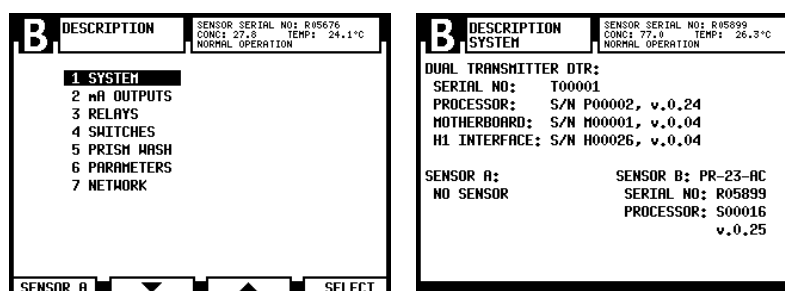 B DESCRIPTION
SENSOR SERIAL NO: R05676
CONC: 27.8 TEMP: 24.1°C
NORMAL OPERATION
1 SYSTEM
2 mA OUTPUTS
3 RELAYS
4 SWITCHES
5 PRISM WASH
6 PARAMETERS
7 NETWORK
SENSOR A SELECT
B DESCRIPTION
SYSTEM
SENSOR SERIAL NO: R05899
CONC: 77.0 TEMP: 26.3°C
NORMAL OPERATION
DUAL TRANSMITTER DTR:
SERIAL NO: T00001
PROCESSOR: S/N P00002, v.0.24
MOTHERBOARD: S/N M00001, v.0.04
H1 INTERFACE: S/N H00026, v.0.04
SENSOR A: SENSOR B: PR-23-AC
NO SENSOR SERIAL NO: R05899
PROCESSOR: S00016
v.0.25